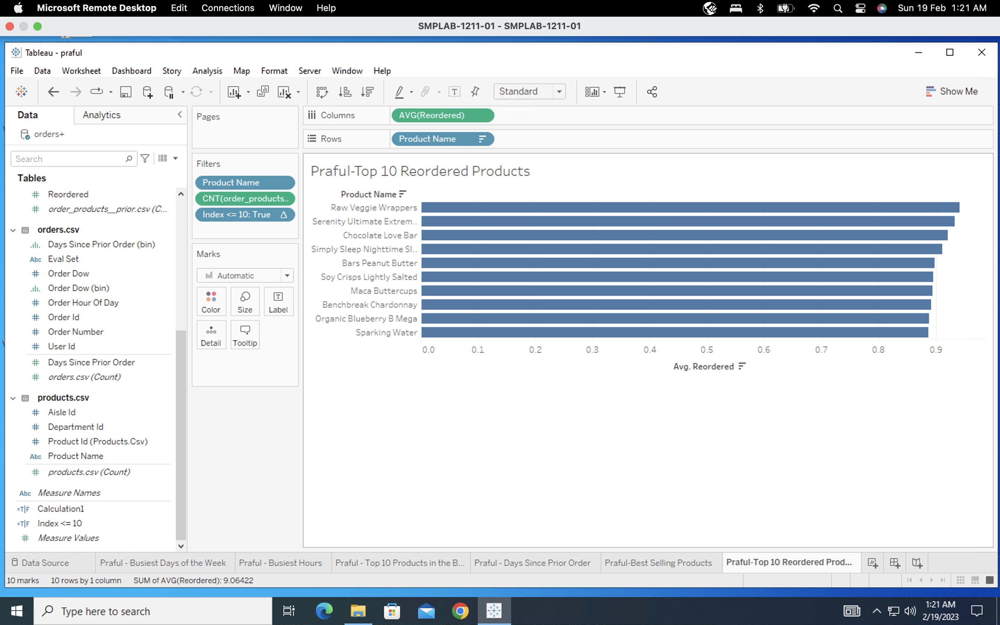 Microsoft Remote Desktop Edit Connections Window Help Sun 19 Feb 1:21 AM
SMPLAB-1211-01 - SMPLAB-1211-01
Tableau - praful
File Data Worksheet Dashboard Story Analysis Map Format Server Window Help
Standard Show Me
Data Analytics
orders+
Search
Tables
Reordered
order_products__prior.csv (C...
orders.csv
Days Since Prior Order (bin)
Abc Eval Set
Order Dow
Order Dow (bin)
Order Hour Of Day
Order Id
Order Number
User Id
Days Since Prior Order
orders.csv (Count)
products.csv
Aisle Id
Department Id
Product Id (Products.Csv)
Abc Product Name
products.csv (Count)
Abc Measure Names
=T|F Calculation1
=T|F Index <= 10
Measure Values
Pages
Filters
Product Name
CNT(order_products..
Index <= 10: True
Marks
Automatic
Color Size Label
Detail Tooltip
Columns AVG(Reordered)
Rows Product Name
Praful-Top 10 Reordered Products
Product Name
Raw Veggie Wrappers
Serenity Ultimate Extrem..
Chocolate Love Bar
Simply Sleep Nighttime Sl..
Bars Peanut Butter
Soy Crisps Lightly Salted
Maca Buttercups
Benchbreak Chardonnay
Organic Blueberry B Mega
Sparking Water
0.0 0.1 0.2 0.3 0.4 0.5 0.6 0.7 0.8 0.9
Avg. Reordered
Data Source Praful - Busiest Days of the Week Praful - Busiest Hours Praful - Top 10 Products in the B... Praful - Days Since Prior Order Praful-Best Selling Products Praful-Top 10 Reordered Prod...
10 marks 10 rows by 1 column SUM of AVG(Reordered): 9.06422
Type here to search
1:21 AM
2/19/2023